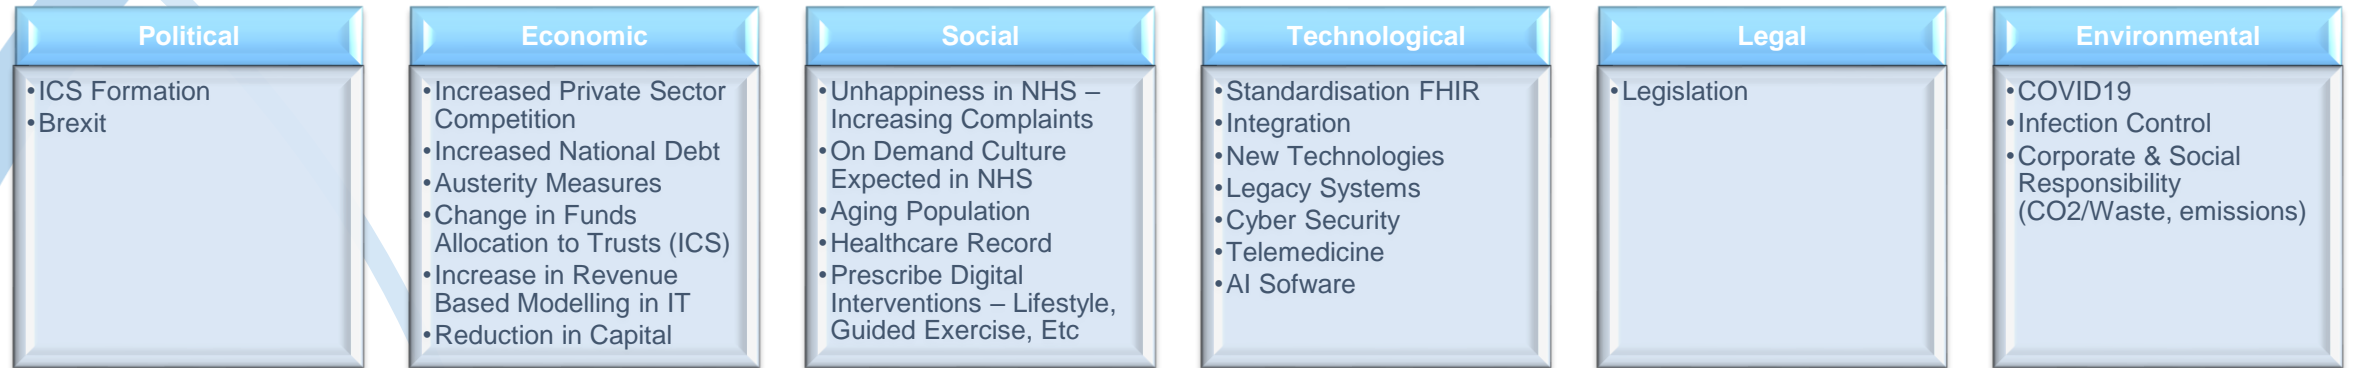 Political
•ICS Formation
•Brexit
Economic
•Increased Private Sector
Competition
•Increased National Debt
•Austerity Measures
•Change in Funds
Allocation to Trusts (ICS)
•Increase in Revenue
Based Modelling in IT
•Reduction in Capital
Social
•Unhappiness in NHS –
Increasing Complaints
•On Demand Culture
Expected in NHS
•Aging Population
•Healthcare Record
•Prescribe Digital
Interventions – Lifestyle,
Guided Exercise, Etc
Technological
•Standardisation FHIR
•Integration
•New Technologies
•Legacy Systems
•Cyber Security
•Telemedicine
•AI Sofware
Legal
•Legislation
Environmental
•COVID19
•Infection Control
•Corporate & Social
Responsibility
(CO2/Waste, emissions)